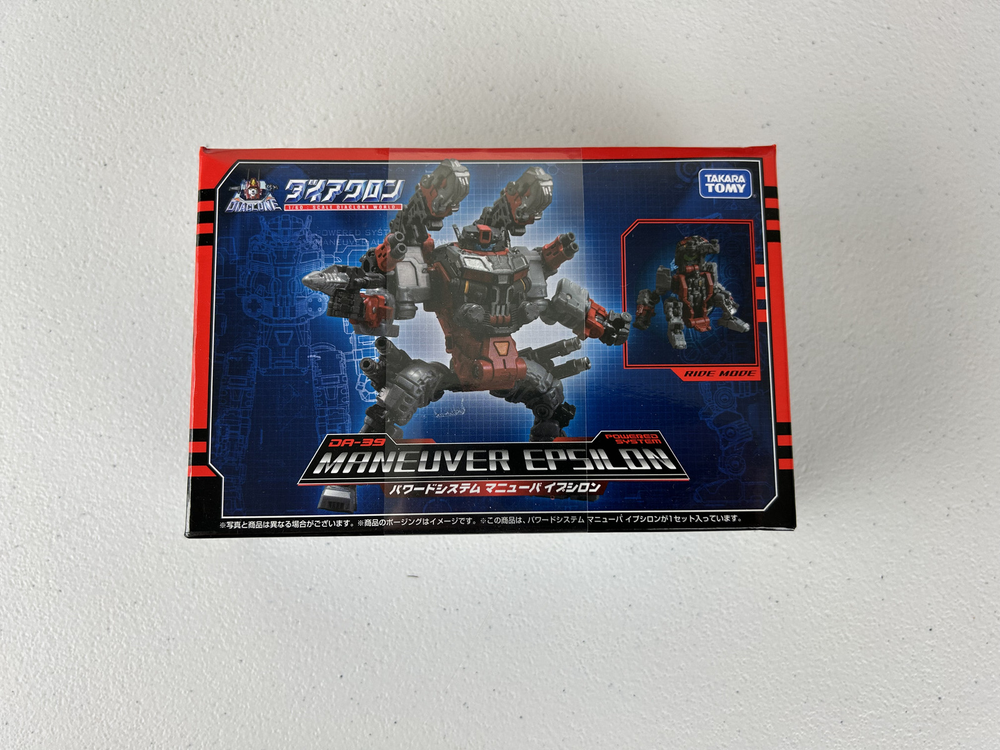 DIACLONE
ダイアクロン
1/60 SCALE DIACLONE WORLD
TAKARA
TOMY
POWERED SYSTEM
RIDE MODE
DA-39
POWERED
SYSTEM
MANEUVER EPSILON
パワードシステム マニューバ イプシロン
※写真と商品は異なる場合がございます。※商品のポージングはイメージです。※この商品は、パワードシステム マニューバ イプシロンが1セット入っています。